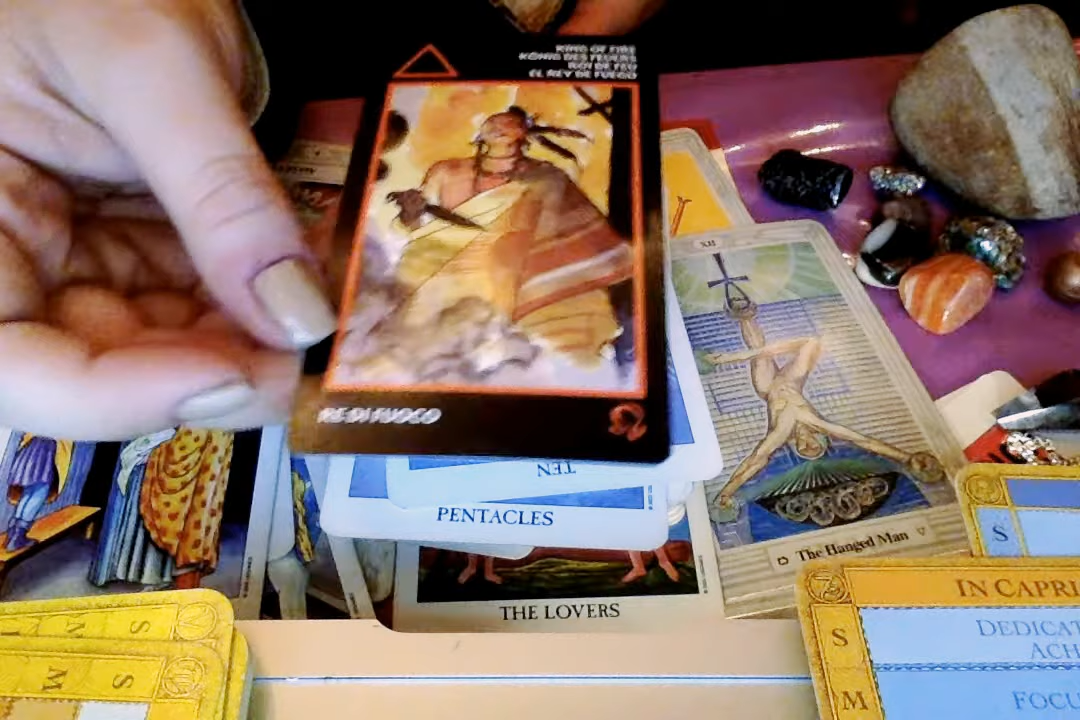 KING OF FIRE
KÖNIG DES FEUERS
ROI DE FEU
EL REY DE FUEGO
RE DI FUOCO
XII
TEN
PENTACLES
THE LOVERS
The Hanged Man
S
IN CAPRI
S
DEDICAT
ACH
M
FOCU
S
M
S
M